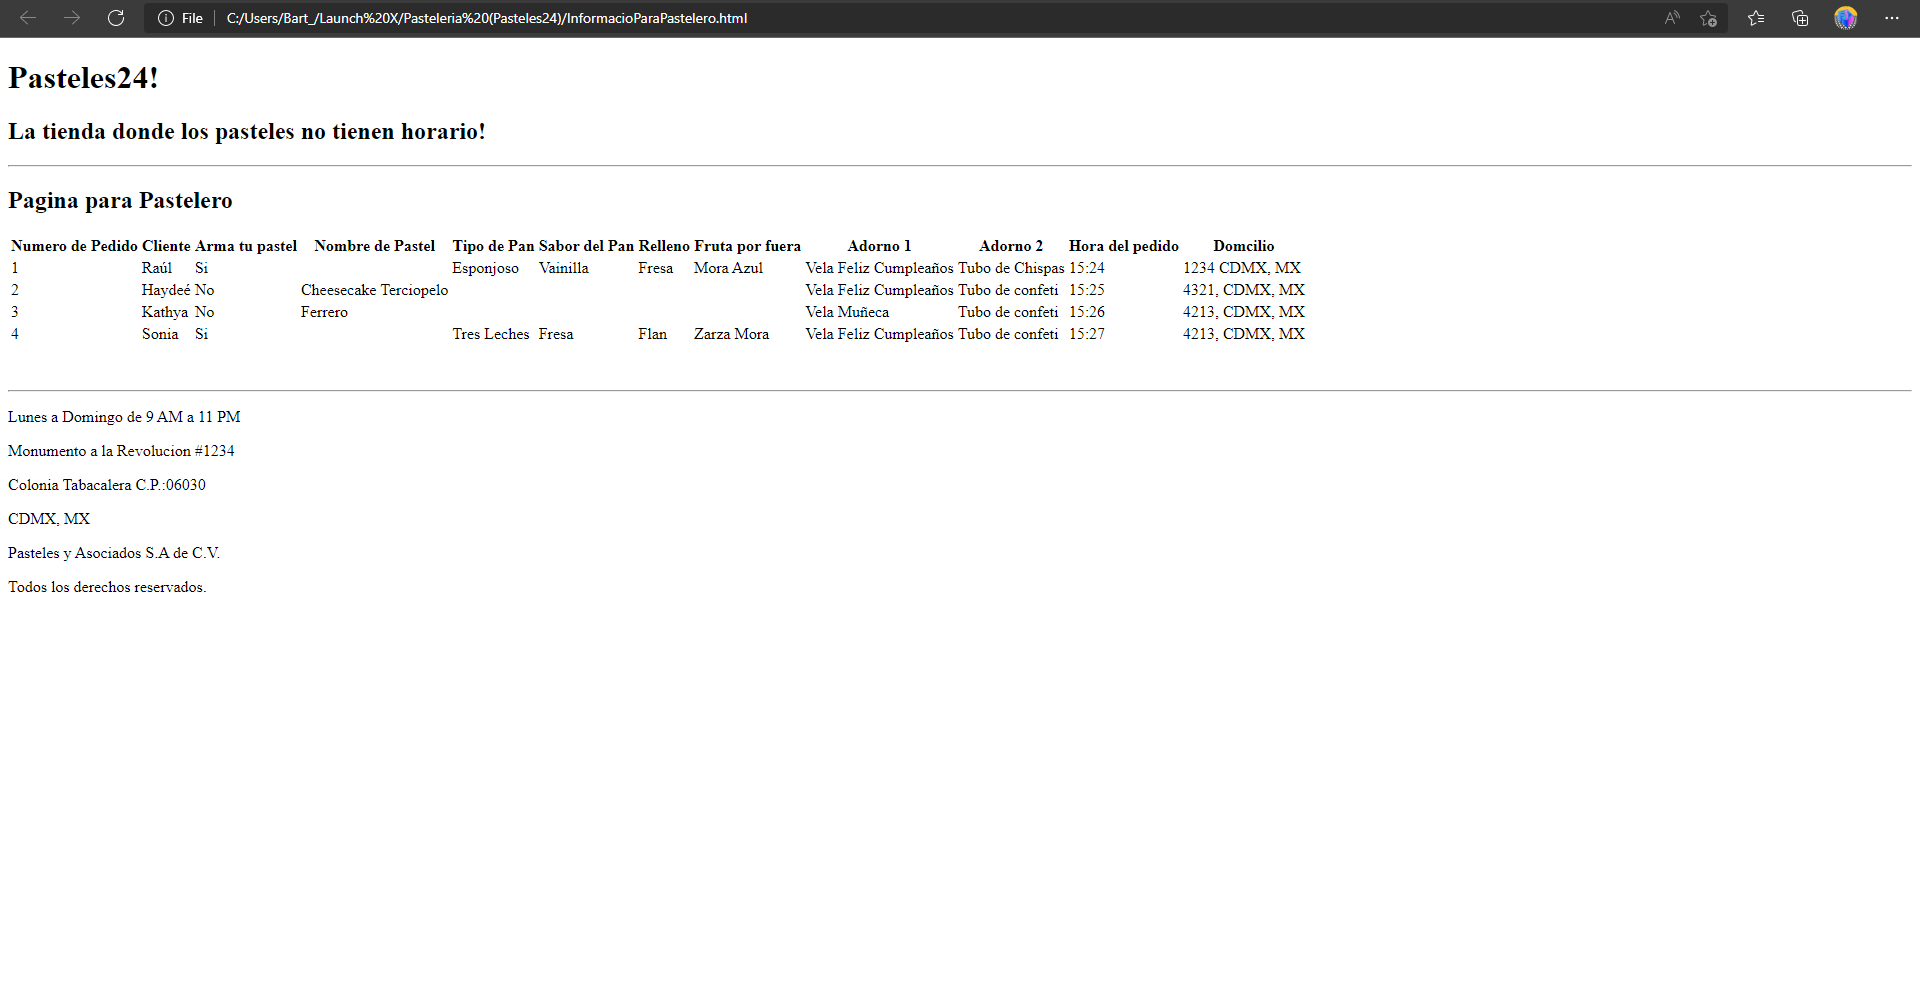 File C:/Users/Bart_/Launch%20X/Pasteleria%20(Pasteles24)/InformacioParaPastelero.html
Pasteles24!
La tienda donde los pasteles no tienen horario!
Pagina para Pastelero
Numero de Pedido Cliente Arma tu pastel Nombre de Pastel Tipo de Pan Sabor del Pan Relleno Fruta por fuera Adorno 1 Adorno 2 Hora del pedido Domcilio
1 Raúl Si Esponjoso Vainilla Fresa Mora Azul Vela Feliz Cumpleaños Tubo de Chispas 15:24 1234 CDMX, MX
2 Haydeé No Cheesecake Terciopelo Vela Feliz Cumpleaños Tubo de confeti 15:25 4321, CDMX, MX
3 Kathya No Ferrero Vela Muñeca Tubo de confeti 15:26 4213, CDMX, MX
4 Sonia Si Tres Leches Fresa Flan Zarza Mora Vela Feliz Cumpleaños Tubo de confeti 15:27 4213, CDMX, MX
Lunes a Domingo de 9 AM a 11 PM
Monumento a la Revolucion #1234
Colonia Tabacalera C.P.:06030
CDMX, MX
Pasteles y Asociados S.A de C.V.
Todos los derechos reservados.